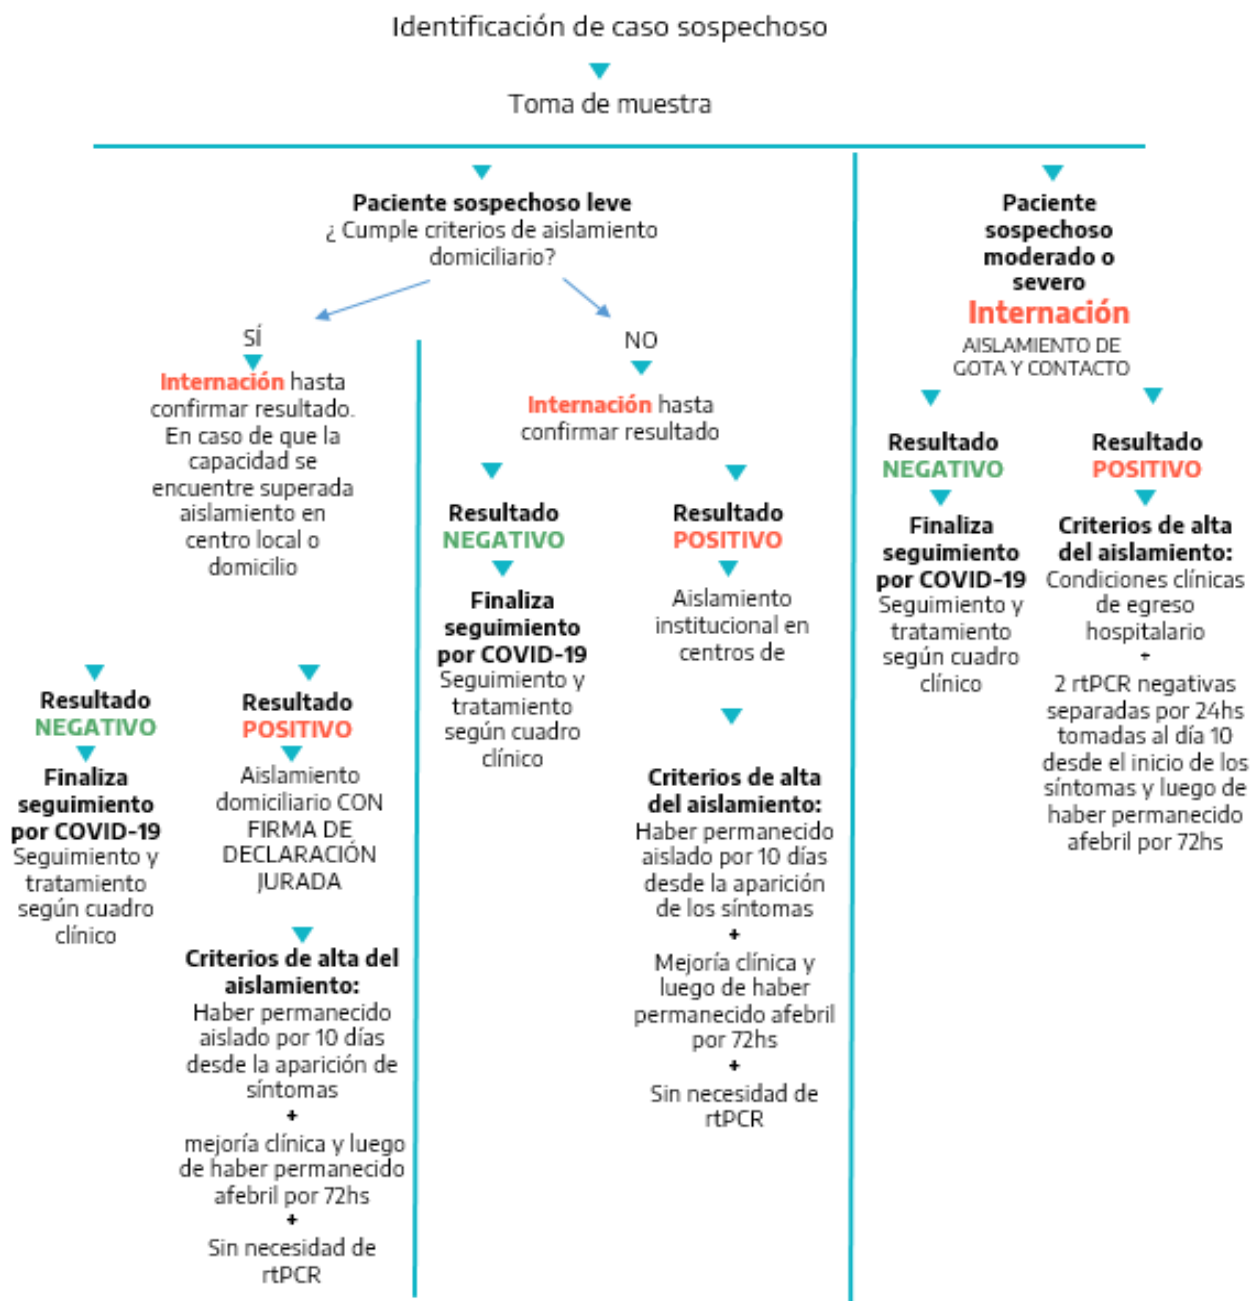 Identificación de caso sospechoso
Toma de muestra
Paciente sospechoso leve
¿ Cumple criterios de aislamiento
domiciliario?
SÍ
Internación hasta
confirmar resultado.
En caso de que la
capacidad se
encuentre superada
aislamiento en
centro local o
domicilio
Resultado
NEGATIVO
Finaliza
seguimiento
por COVID-19
Seguimiento y
tratamiento
según cuadro
clínico
Resultado
POSITIVO
Aislamiento
domiciliario CON
FIRMA DE
DECLARACIÓN
JURADA
Criterios de alta del
aislamiento:
Haber permanecido
aislado por 10 días
desde la aparición de
síntomas
+
mejoría clínica y luego
de haber permanecido
afebril por 72hs
+
Sin necesidad de
rtPCR
NO
Internación hasta
confirmar resultado
Resultado
NEGATIVO
Finaliza
seguimiento
por COVID-19
Seguimiento y
tratamiento
según cuadro
clínico
Resultado
POSITIVO
Aislamiento
institucional en
centros de
Criterios de alta
del aislamiento:
Haber permanecido
aislado por 10 días
desde la aparición
de los síntomas
+
Mejoría clínica y
luego de haber
permanecido afebril
por 72hs
+
Sin necesidad de
rtPCR
Paciente
sospechoso
moderado o
severo
Internación
AISLAMIENTO DE
GOTA Y CONTACTO
Resultado
NEGATIVO
Finaliza
seguimiento
por COVID-19
Seguimiento y
tratamiento
según cuadro
clínico
Resultado
POSITIVO
Criterios de alta
del aislamiento:
Condiciones clínicas
de egreso
hospitalario
+
2 rtPCR negativas
separadas por 24hs
tomadas al día 10
desde el inicio de los
síntomas y luego de
haber permanecido
afebril por 72hs